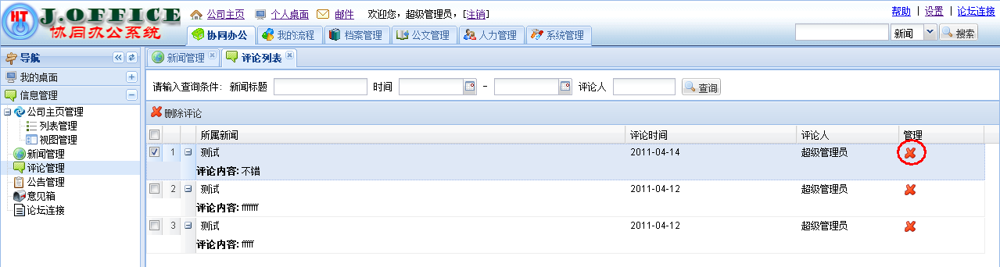 HT J.OFFICE
协同办公系统
公司主页 个人桌面 邮件 欢迎您，超级管理员，[注销]
帮助 | 设置 | 论坛连接
协同办公 我的流程 档案管理 公文管理 人力管理 系统管理
新闻 搜索
导航
新闻管理 评论列表
我的桌面
信息管理
公司主页管理
列表管理
视图管理
新闻管理
评论管理
公告管理
意见箱
论坛连接
请输入查询条件: 新闻标题 时间 - 评论人 查询
删除评论
所属新闻 评论时间 评论人 管理
1 测试 2011-04-14 超级管理员
评论内容: 不错
2 测试 2011-04-12 超级管理员
评论内容:
3 测试 2011-04-12 超级管理员
评论内容: